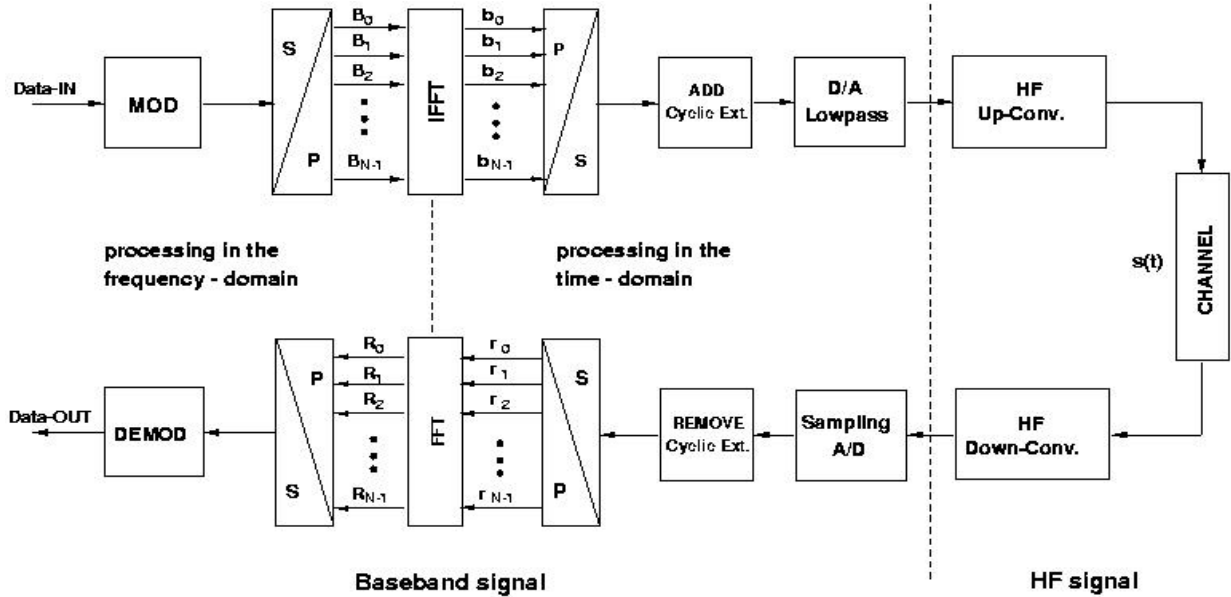 Data-IN
MOD
S
P
B0
B1
B2
BN-1
IFFT
b0
b1
b2
bN-1
P
S
ADD
Cyclic Ext.
D/A
Lowpass
HF
Up-Conv.
processing in the
frequency - domain
processing in the
time - domain
s(t)
CHANNEL
Data-OUT
DEMOD
P
S
R0
R1
R2
RN-1
FFT
r0
r1
r2
rN-1
S
P
REMOVE
Cyclic Ext.
Sampling
A/D
HF
Down-Conv.
Baseband signal
HF signal